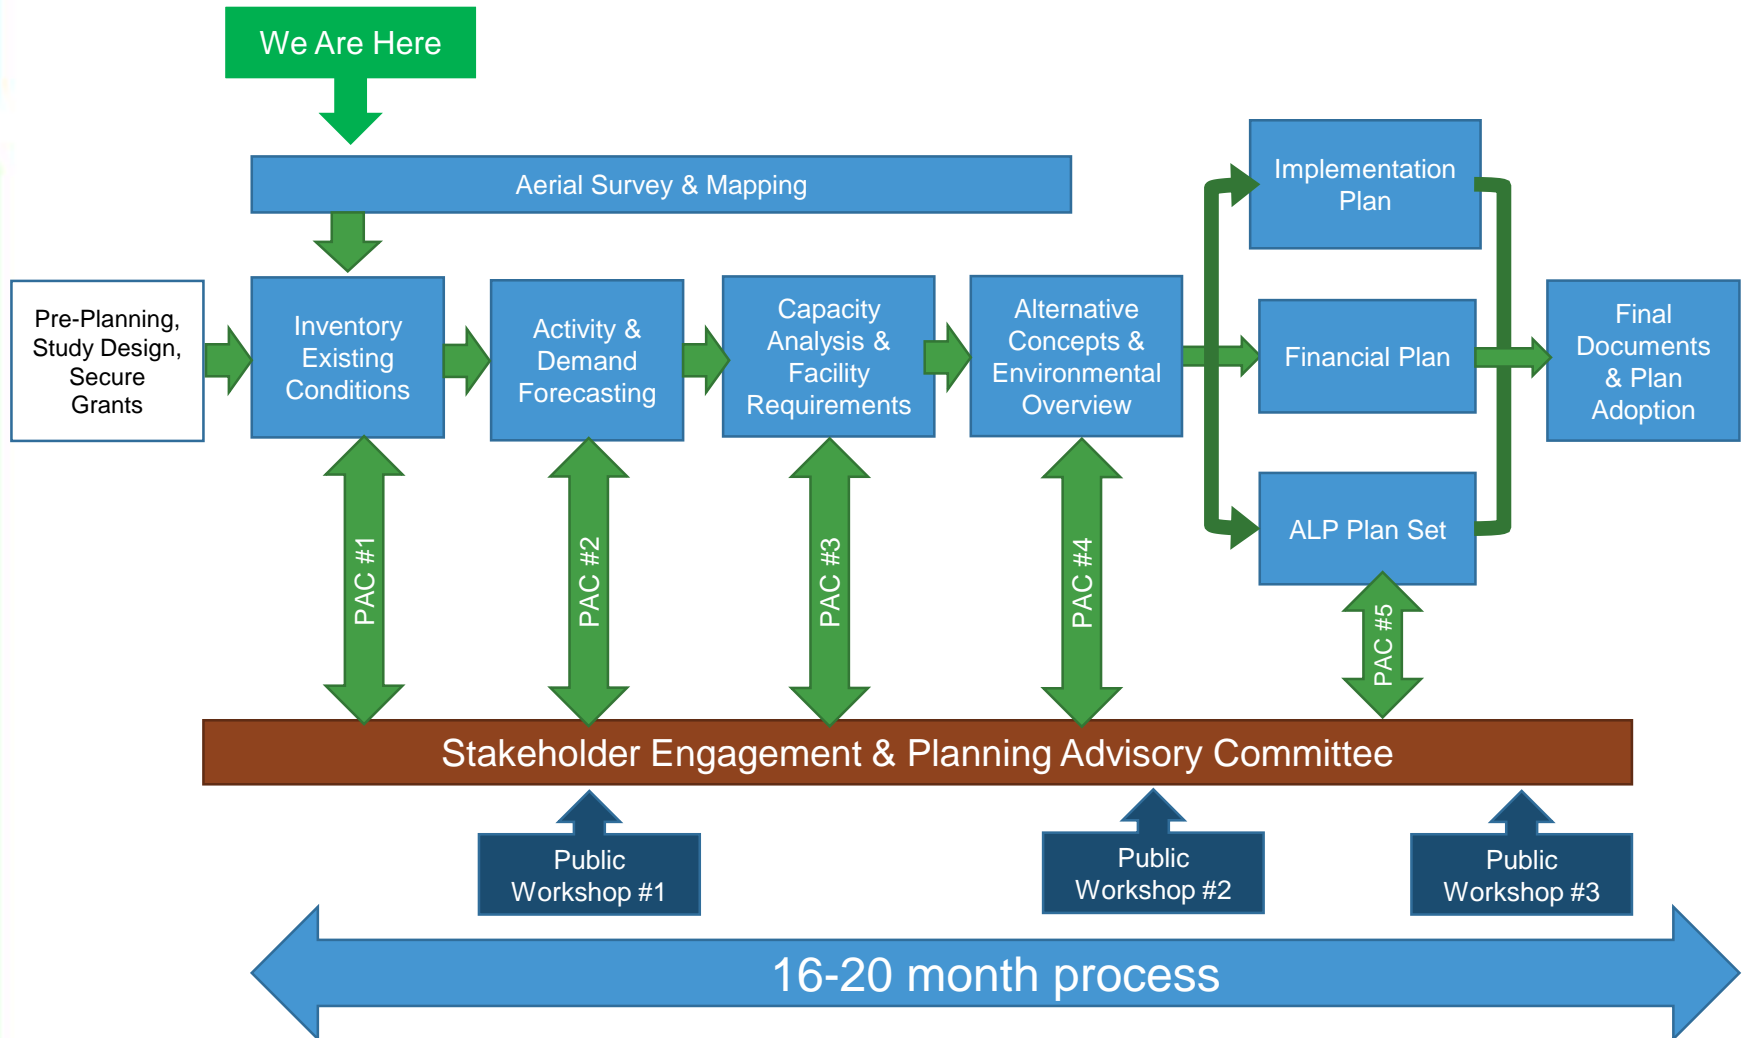 We Are Here
Aerial Survey & Mapping
Implementation
Plan
Pre-Planning,
Study Design,
Secure
Grants
Inventory
Existing
Conditions
Activity &
Demand
Forecasting
Capacity
Analysis &
Facility
Requirements
Alternative
Concepts &
Environmental
Overview
Financial Plan
Final
Documents
& Plan
Adoption
ALP Plan Set
PAC #1
PAC #2
PAC #3
PAC #4
PAC #5
Stakeholder Engagement & Planning Advisory Committee
Public
Workshop #1
Public
Workshop #2
Public
Workshop #3
16-20 month process